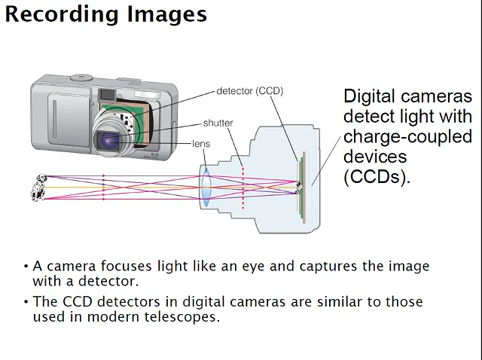 Recording Images
detector (CCD)
shutter
lens
Digital cameras
detect light with
charge-coupled
devices
(CCDs).
• A camera focuses light like an eye and captures the image
with a detector.
• The CCD detectors in digital cameras are similar to those
used in modern telescopes.